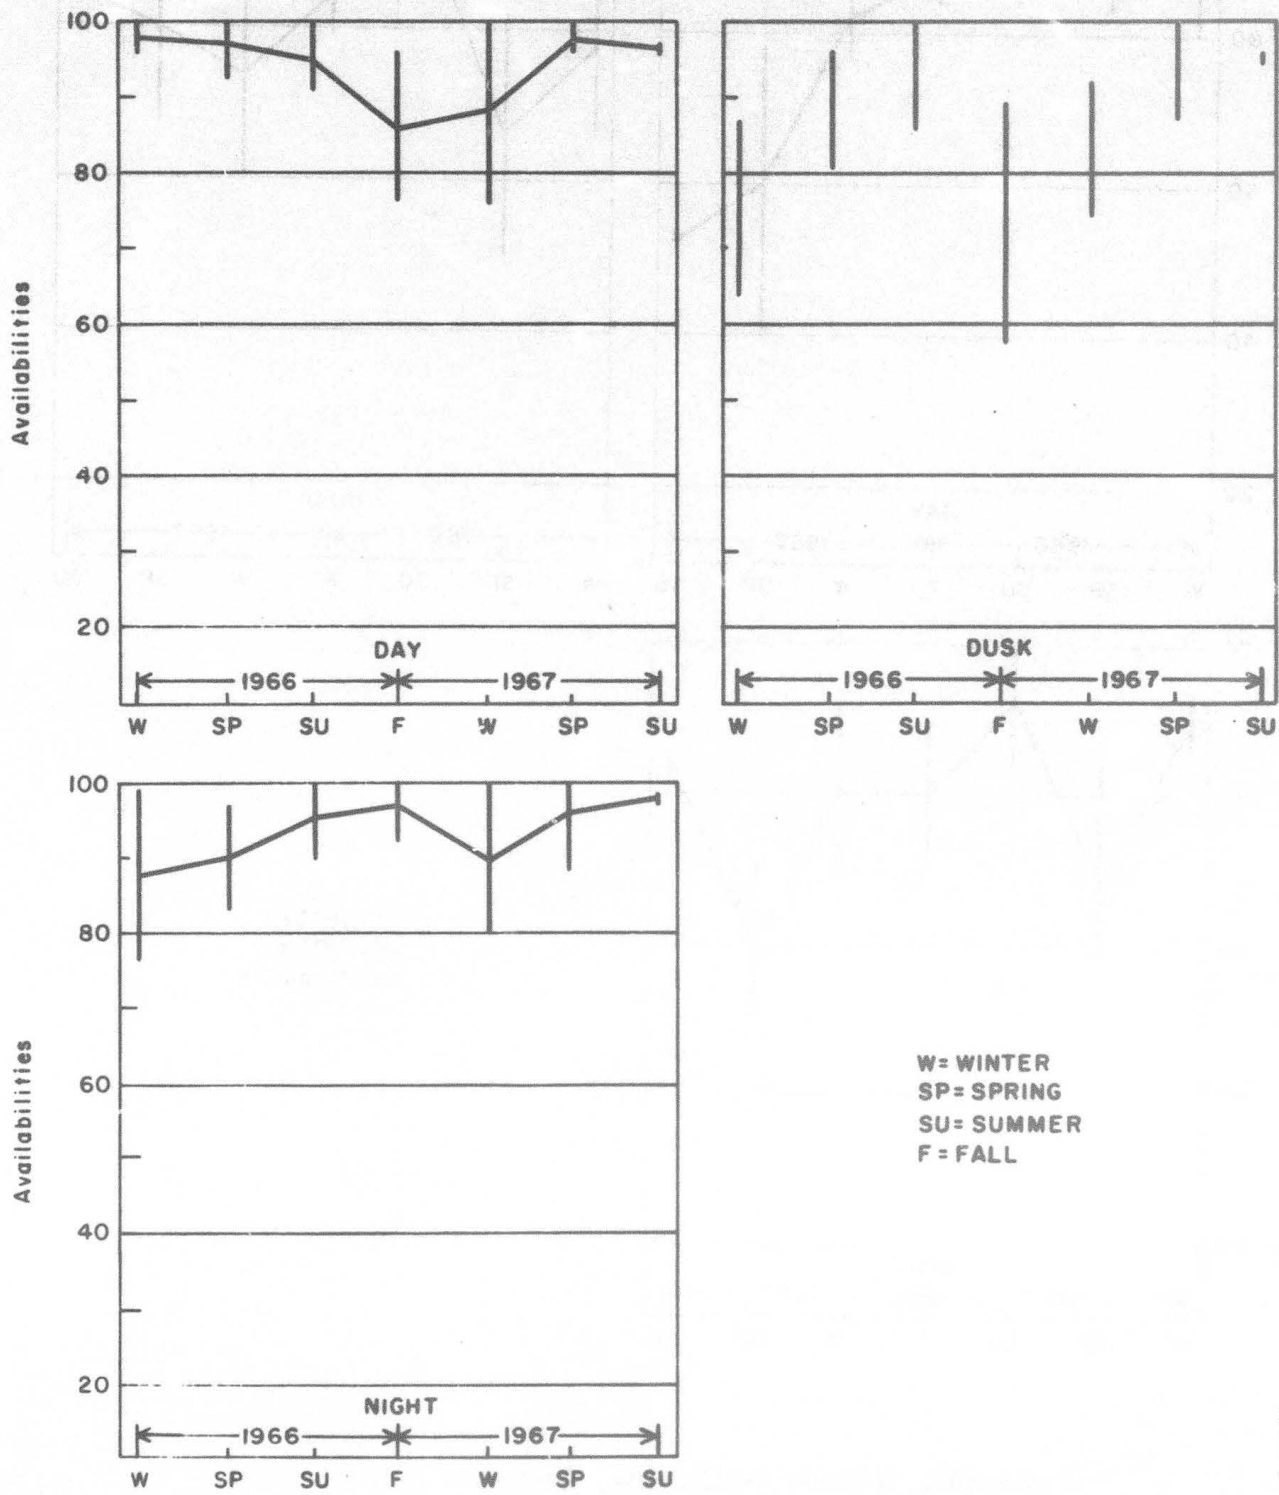 Availabilities
100
80
60
40
20
DAY
1966 1967
W SP SU F W SP SU
DUSK
1966 1967
W SP SU F W SP SU
Availabilities
100
80
60
40
20
NIGHT
1966 1967
W SP SU F W SP SU
W = WINTER
SP = SPRING
SU = SUMMER
F = FALL